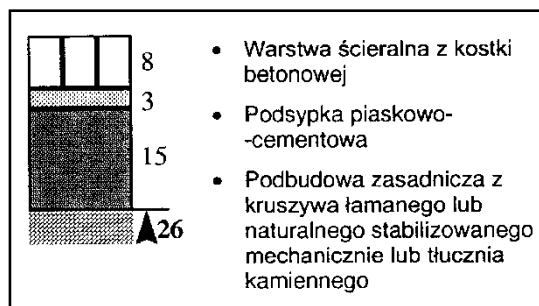 8
3
15
26
• Warstwa ścieralna z kostki
betonowej
• Podsypka piaskowo-
-cementowa
• Podbudowa zasadnicza z
kruszywa łamanego lub
naturalnego stabilizowanego
mechanicznie lub tłucznia
kamiennego